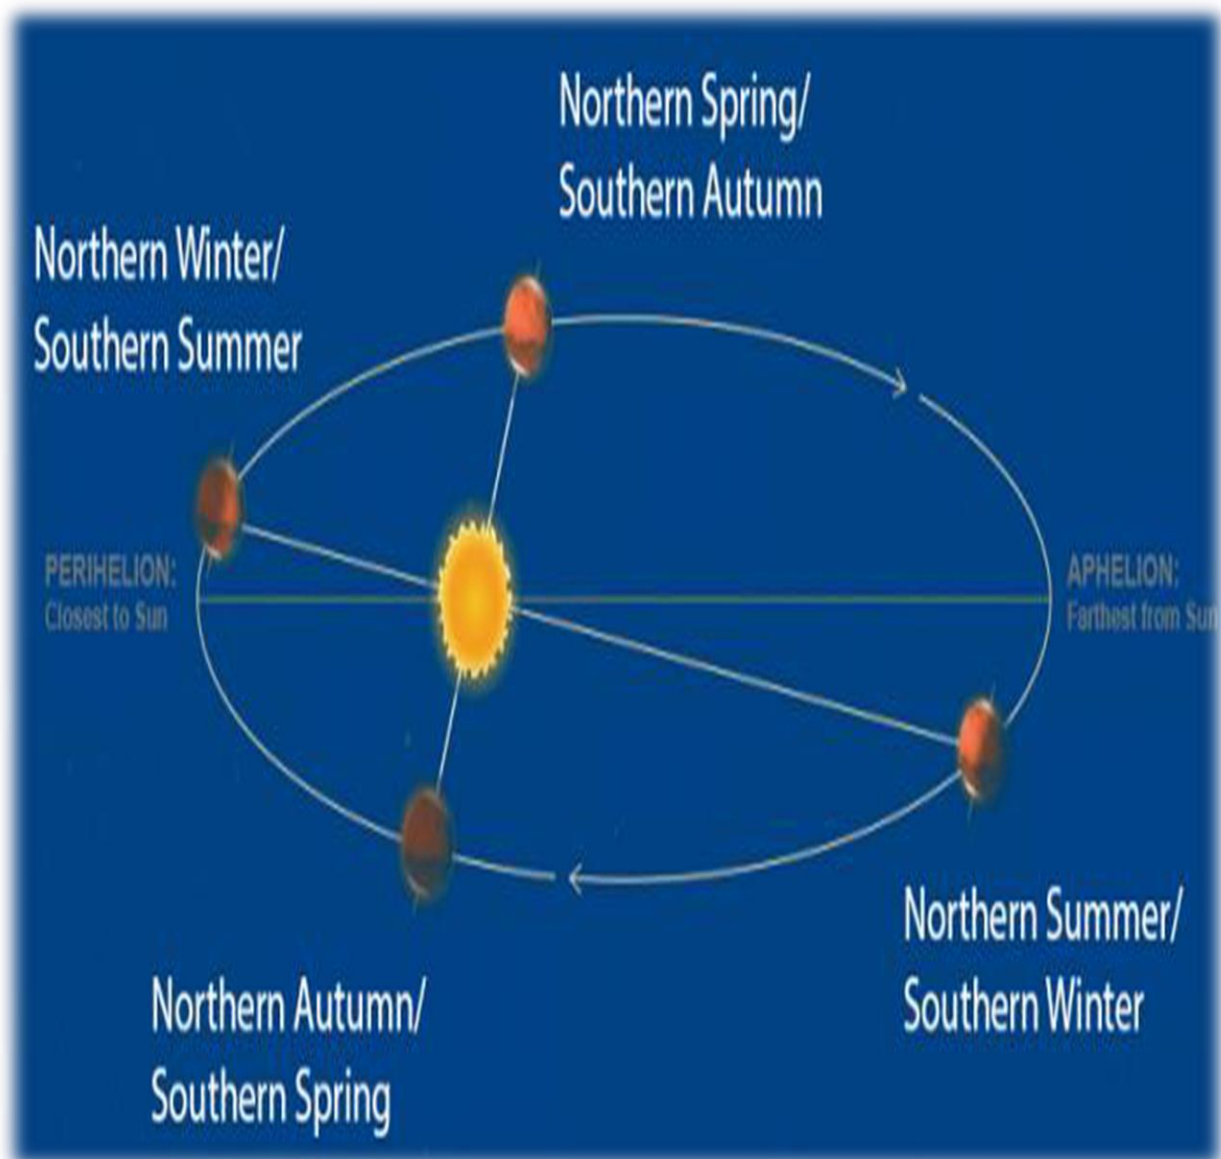 Northern Spring/
Southern Autumn
Northern Winter/
Southern Summer
PERIHELION:
Closest to Sun
APHELION:
Farthest from Sun
Northern Summer/
Southern Winter
Northern Autumn/
Southern Spring